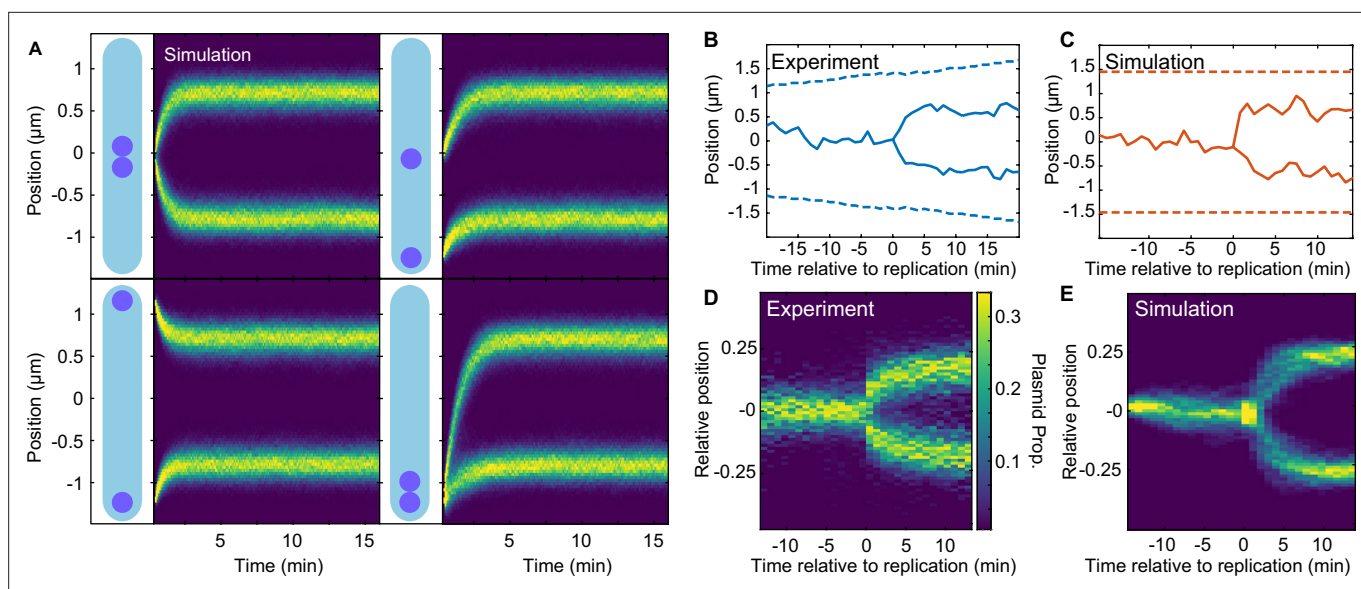 A
Simulation
Position (µm)
1
0.5
0
-0.5
-1
Position (µm)
1
0.5
0
-0.5
-1
5
10
15
5
10
15
Time (min)
Time (min)
B
Experiment
Position (µm)
1.5
1
0.5
0
-0.5
-1
-1.5
-15
-10
-5
0
5
10
15
Time relative to replication (min)
C
Simulation
Position (µm)
1.5
1
0.5
0
-0.5
-1
-1.5
-15
-10
-5
0
5
10
Time relative to replication (min)
D
Experiment
Relative position
0.25
-0
-0.25
-10
-5
0
5
10
Time relative to replication (min)
0.3
0.2
0.1
Plasmid Prop.
E
Simulation
Relative position
0.25
-0
-0.25
-10
-5
0
5
10
Time relative to replication (min)